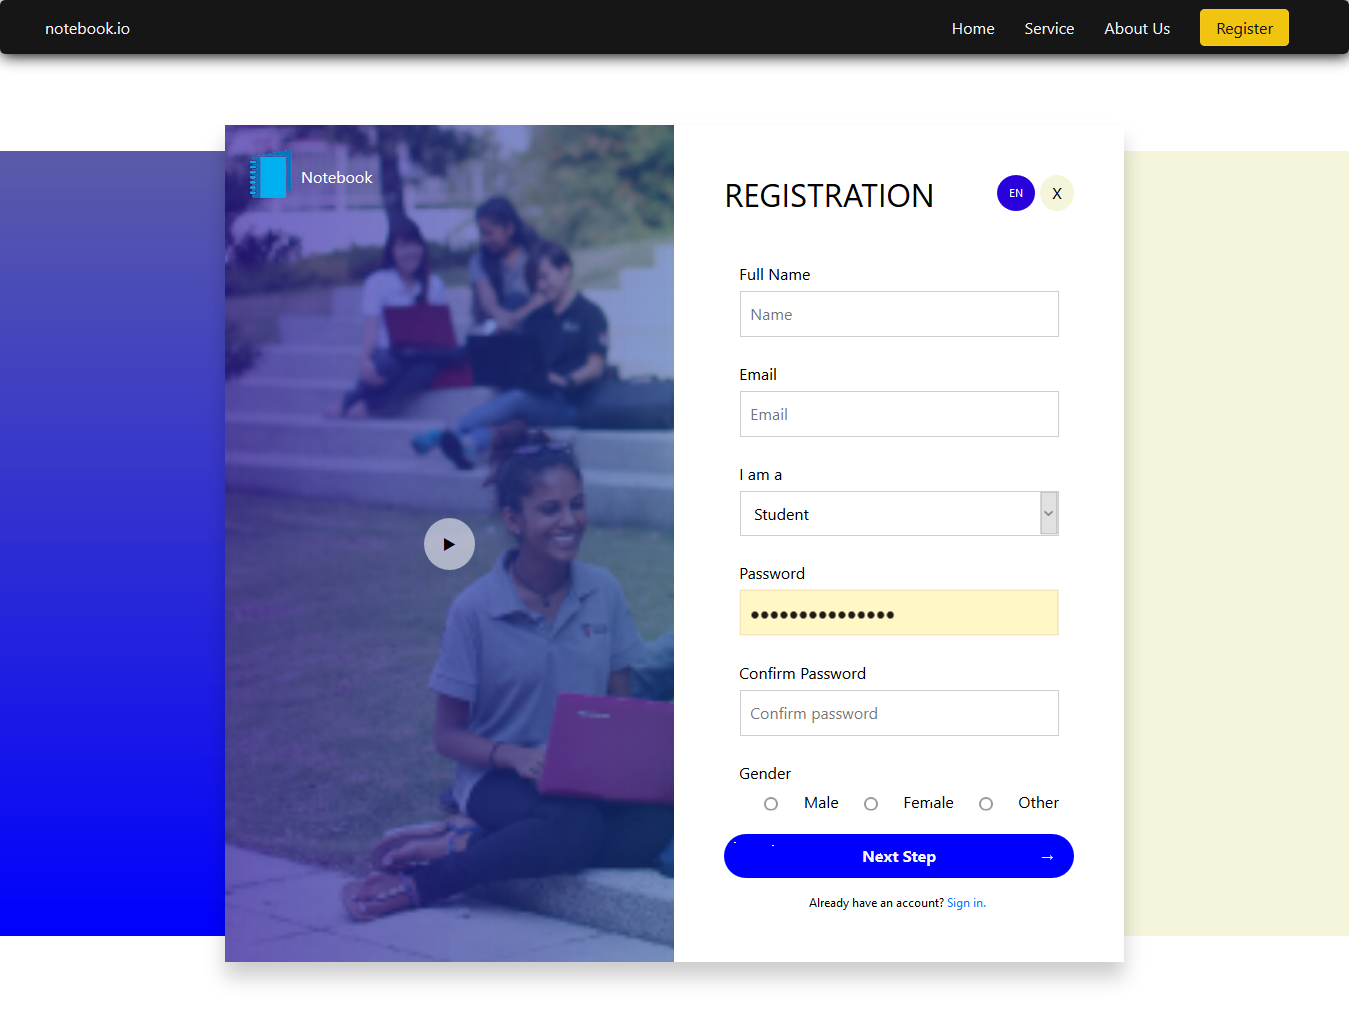 notebook.io Home Service About Us Register
Notebook
REGISTRATION EN X
Full Name
Name
Email
Email
I am a
Student
Password
●●●●●●●●●●●●●●●
Confirm Password
Confirm password
Gender
Male Female Other
Next Step →
Already have an account? Sign in.